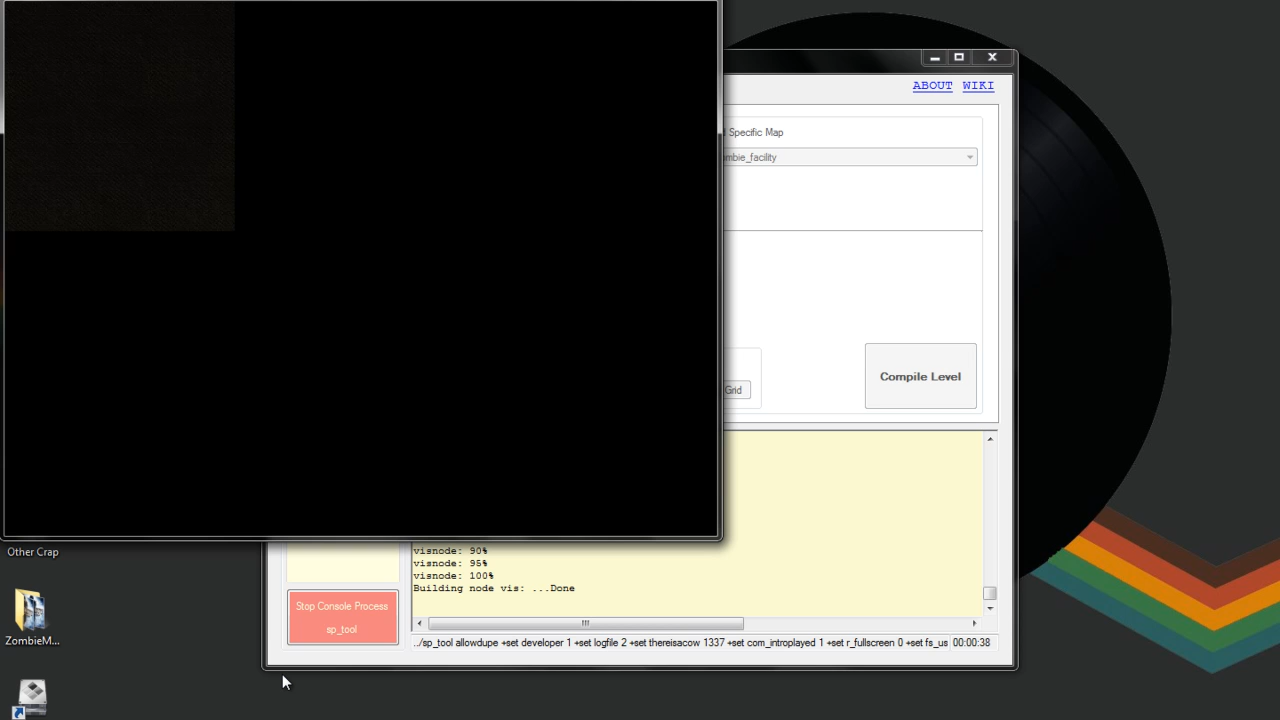 ABOUT WIKI
Specific Map
mbie_facility
Grid
Compile Level
visnode: 90%
visnode: 95%
visnode: 100%
Building node vis: ...Done
Stop Console Process
sp_tool
../sp_tool allowdupe +set developer 1 +set logfile 2 +set thereisacow 1337 +set com_introplayed 1 +set r_fullscreen 0 +set fs_us 00:00:38
Other Crap
ZombieM...